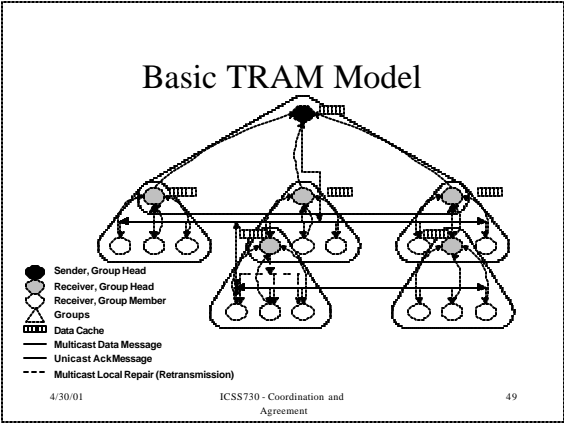 Basic TRAM Model
Sender, Group Head
Receiver, Group Head
Receiver, Group Member
Groups
Data Cache
Multicast Data Message
Unicast AckMessage
Multicast Local Repair (Retransmission)
4/30/01
ICSS730 - Coordination and
Agreement
49